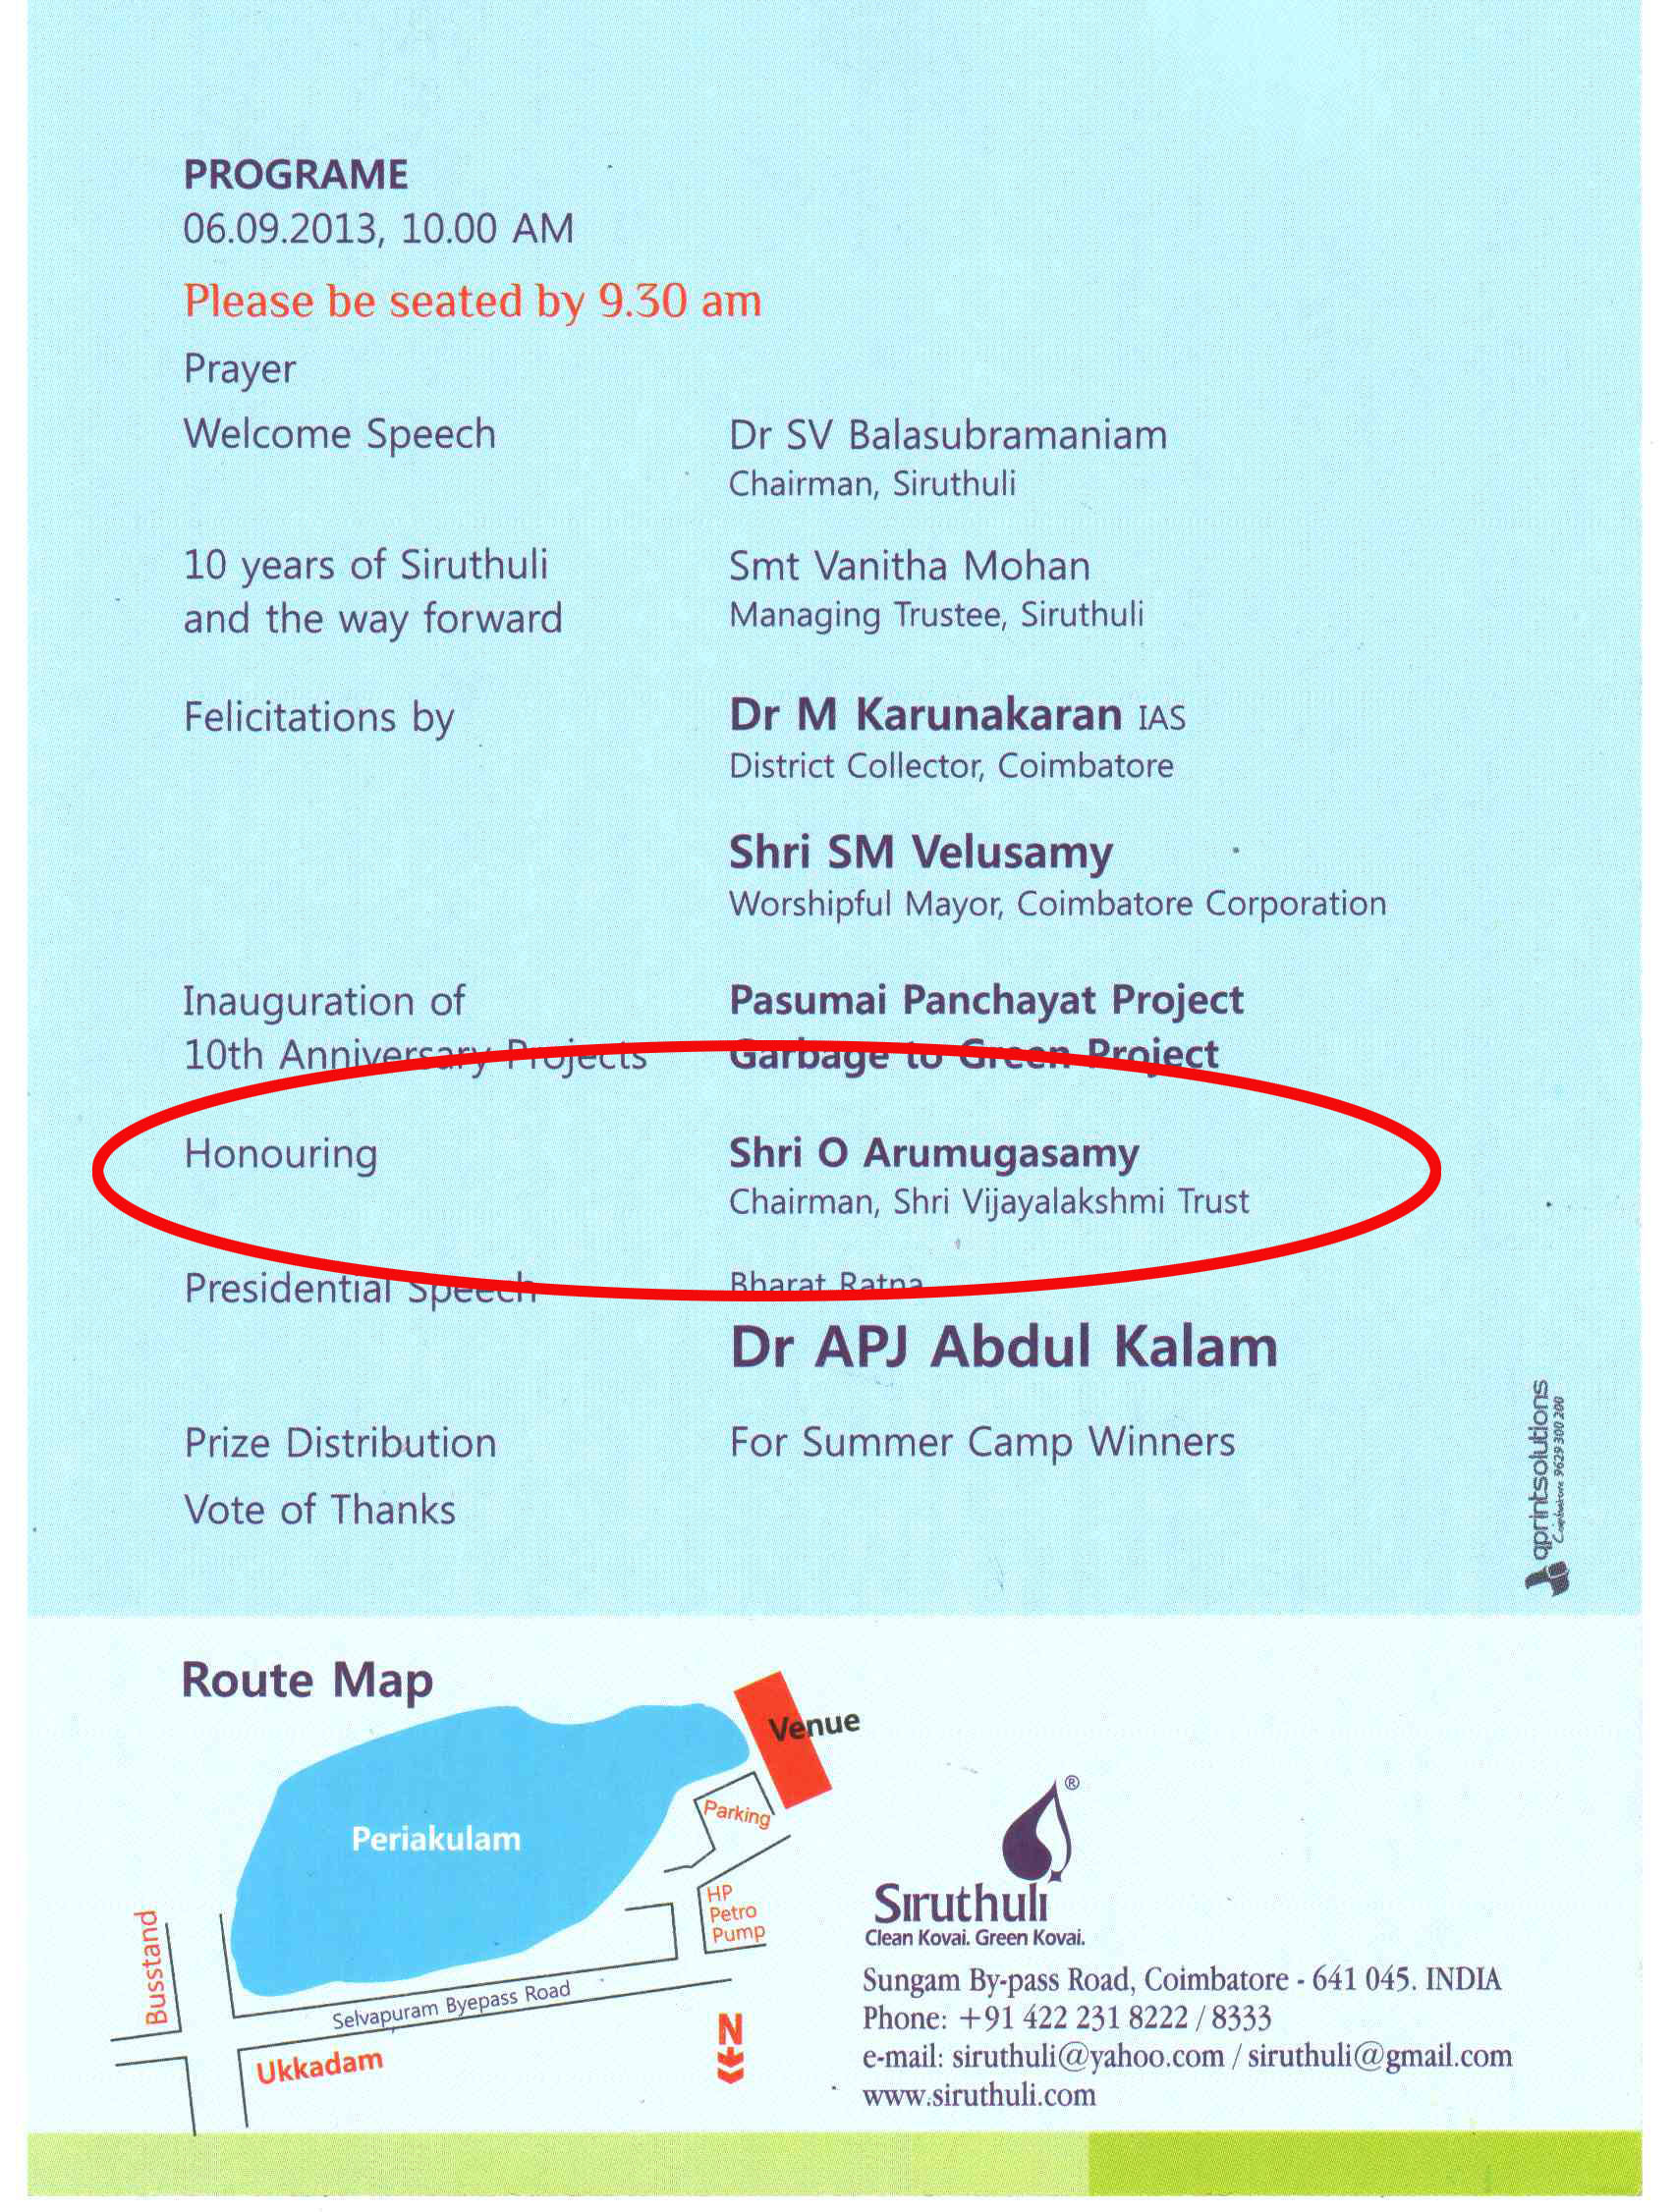 PROGRAME
06.09.2013, 10.00 AM
Please be seated by 9.30 am
Prayer
Welcome Speech
Dr SV Balasubramaniam
Chairman, Siruthuli
10 years of Siruthuli
and the way forward
Smt Vanitha Mohan
Managing Trustee, Siruthuli
Felicitations by
Dr M Karunakaran IAS
District Collector, Coimbatore
Shri SM Velusamy
Worshipful Mayor, Coimbatore Corporation
Inauguration of
10th Anniversary Projects
Pasumai Panchayat Project
Garbage to Green Project
Honouring
Shri O Arumugasamy
Chairman, Shri Vijayalakshmi Trust
Presidential Speech
Bharat Ratna
Dr APJ Abdul Kalam
Prize Distribution
For Summer Camp Winners
Vote of Thanks
qprintsolutions
Coimbatore 9629 300 200
Route Map
Venue
Parking
Periakulam
HP
Petro
Pump
Busstand
Selvapuram Byepass Road
Ukkadam
N
®
Siruthuli
Clean Kovai. Green Kovai.
Sungam By-pass Road, Coimbatore - 641 045. INDIA
Phone: +91 422 231 8222 / 8333
e-mail: siruthuli@yahoo.com / siruthuli@gmail.com
www.siruthuli.com